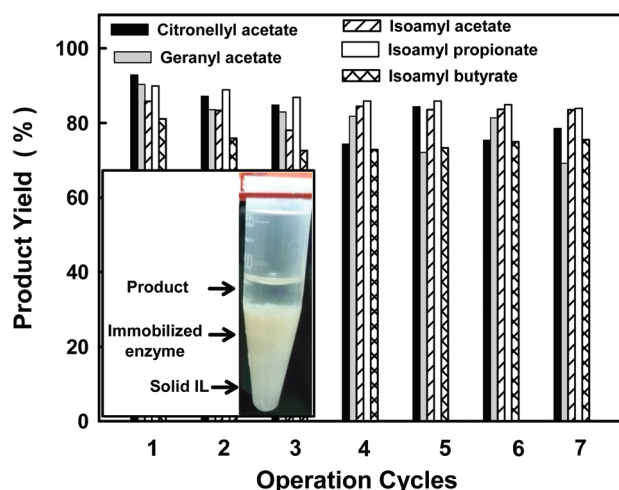 Citronellyl acetate
Geranyl acetate
Isoamyl acetate
Isoamyl propionate
Isoamyl butyrate
Product Yield ( % )
100
80
60
40
20
0
Product
Immobilized
enzyme
Solid IL
1 2 3 4 5 6 7
Operation Cycles